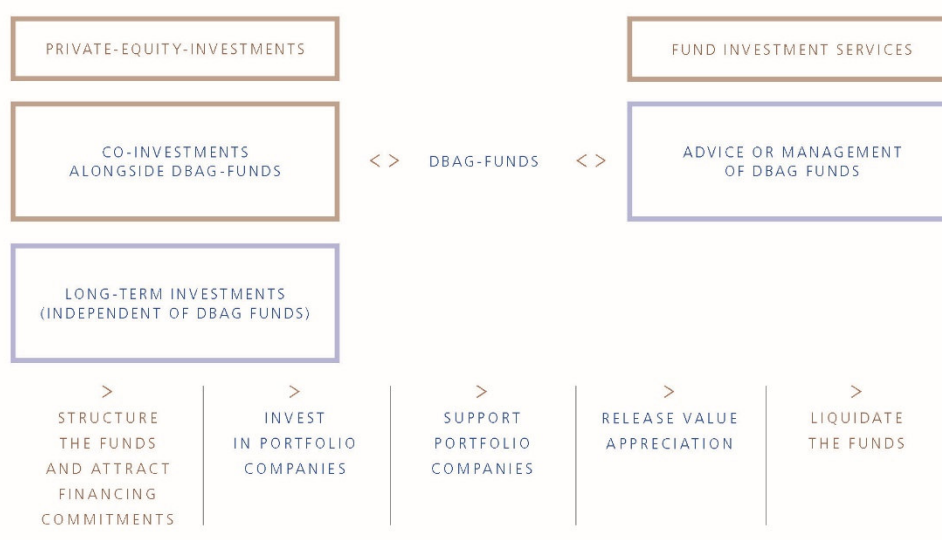 PRIVATE-EQUITY-INVESTMENTS
FUND INVESTMENT SERVICES
CO-INVESTMENTS
ALONGSIDE DBAG-FUNDS
< > DBAG-FUNDS < >
ADVICE OR MANAGEMENT
OF DBAG FUNDS
LONG-TERM INVESTMENTS
(INDEPENDENT OF DBAG FUNDS)
>
STRUCTURE
THE FUNDS
AND ATTRACT
FINANCING
COMMITMENTS
>
INVEST
IN PORTFOLIO
COMPANIES
>
SUPPORT
PORTFOLIO
COMPANIES
>
RELEASE VALUE
APPRECIATION
>
LIQUIDATE
THE FUNDS